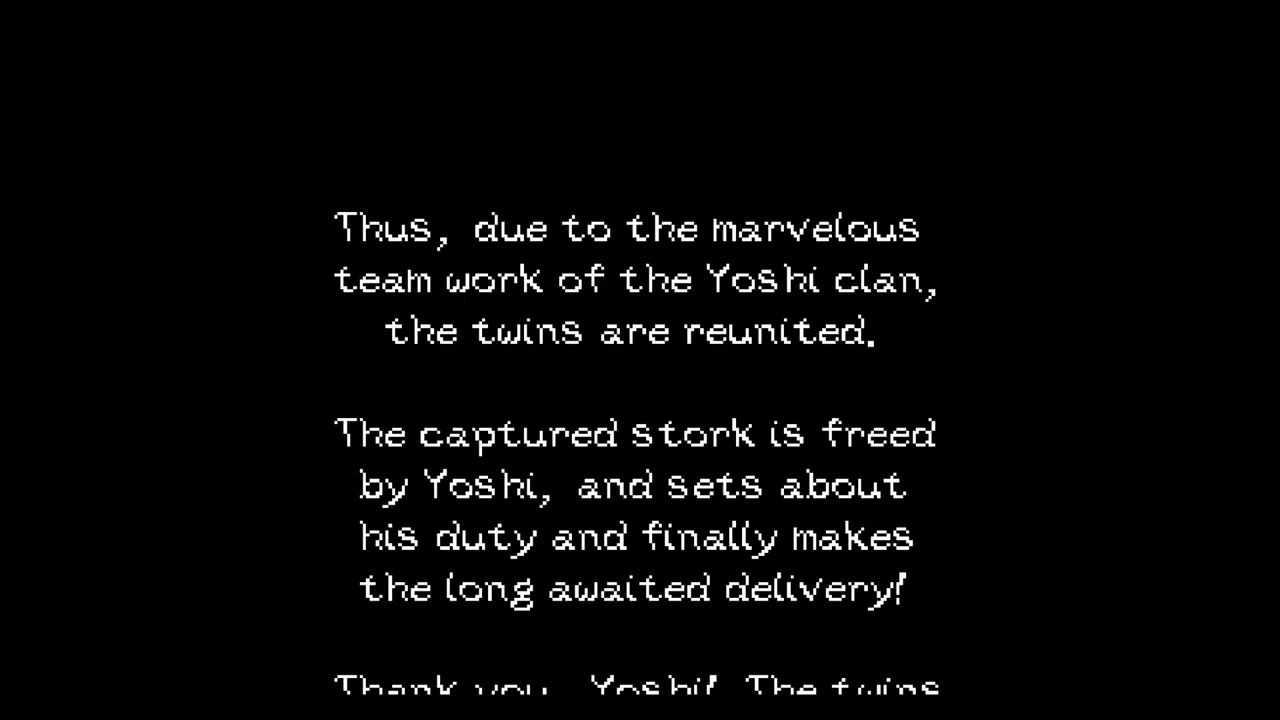 Thus, due to the marvelous
team work of the Yoshi clan,
the twins are reunited.
The captured stork is freed
by Yoshi, and sets about
his duty and finally makes
the long awaited delivery!
Thank you, Yoshi! The twins